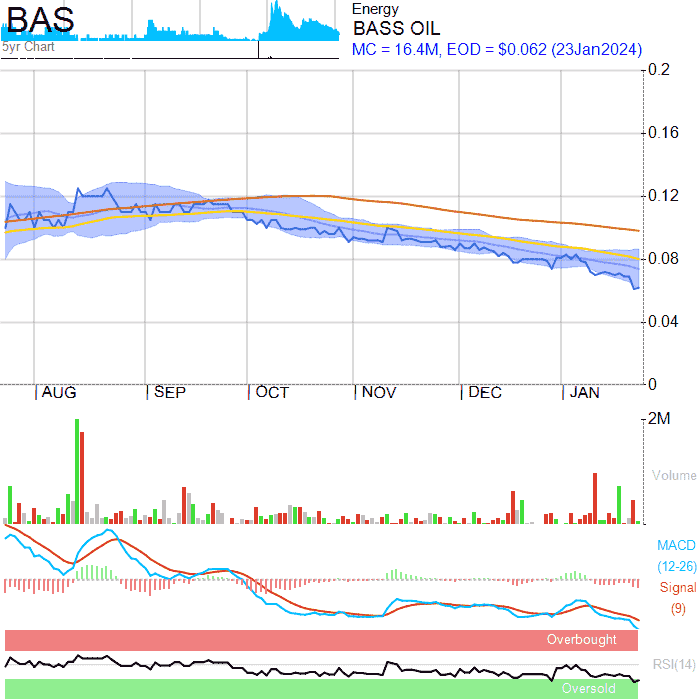 BAS
5yr Chart
Energy
BASS OIL
MC = 16.4M, EOD = $0.062 (23Jan2024)
0.2
0.16
0.12
0.08
0.04
0
AUG SEP OCT NOV DEC JAN
2M
Volume
MACD
(12-26)
Signal
(9)
Overbought
RSI(14)
Oversold